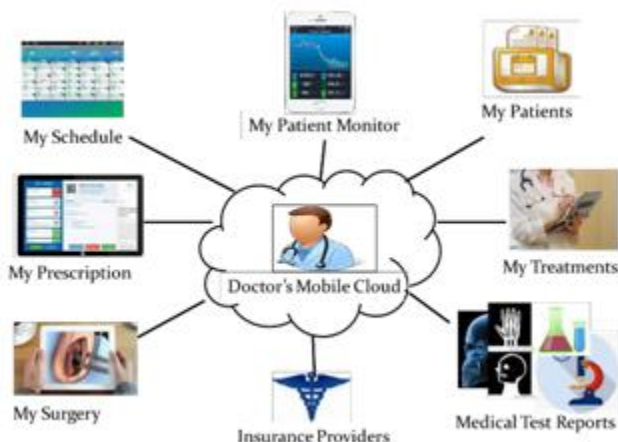 My Schedule
My Patient Monitor
My Patients
My Prescription
Doctor's Mobile Cloud
My Treatments
My Surgery
Insurance Providers
Medical Test Reports